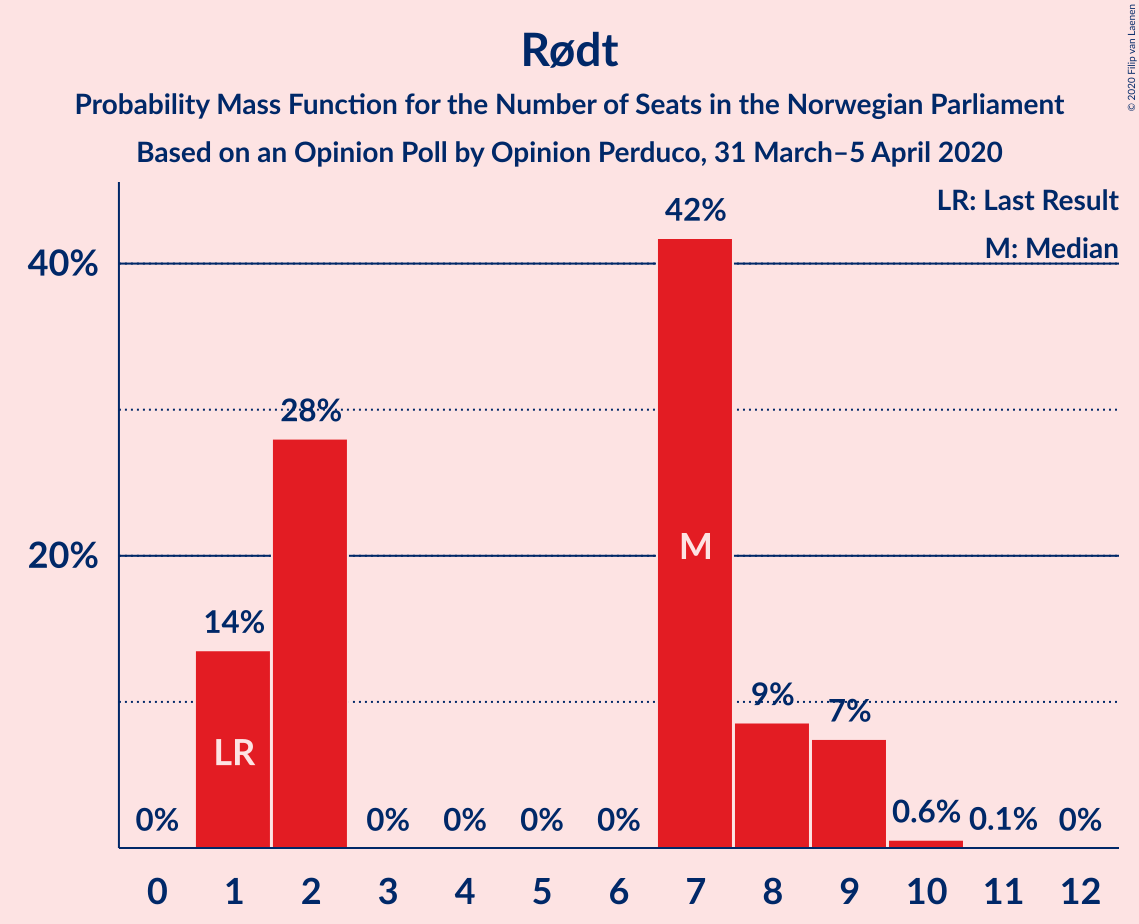 Rødt
Probability Mass Function for the Number of Seats in the Norwegian Parliament
Based on an Opinion Poll by Opinion Perduco, 31 March–5 April 2020
© 2020 Filip van Laenen
LR: Last Result
M: Median
40%
20%
0%
14%
28%
0%
0%
0%
0%
42%
9%
7%
0.6%
0.1%
0%
LR
M
0 1 2 3 4 5 6 7 8 9 10 11 12